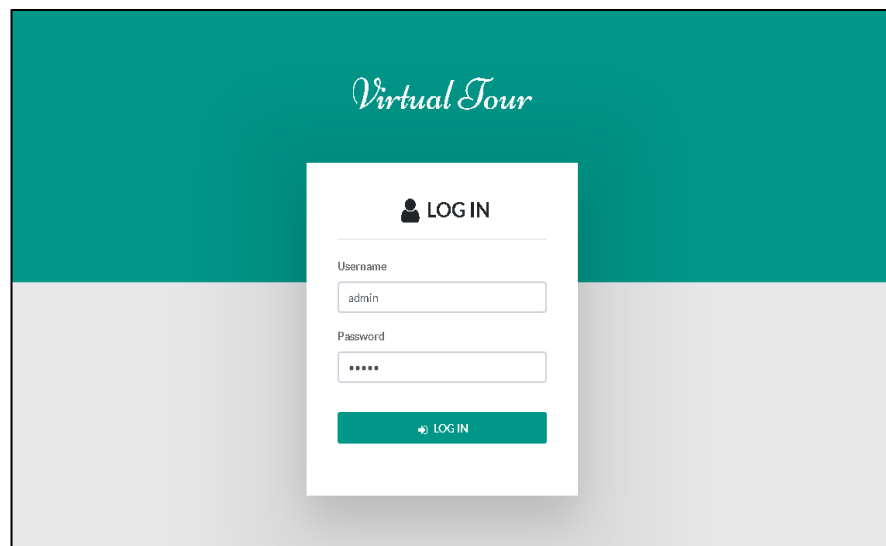 Virtual Tour
LOG IN
Username
admin
Password
•••••
LOG IN